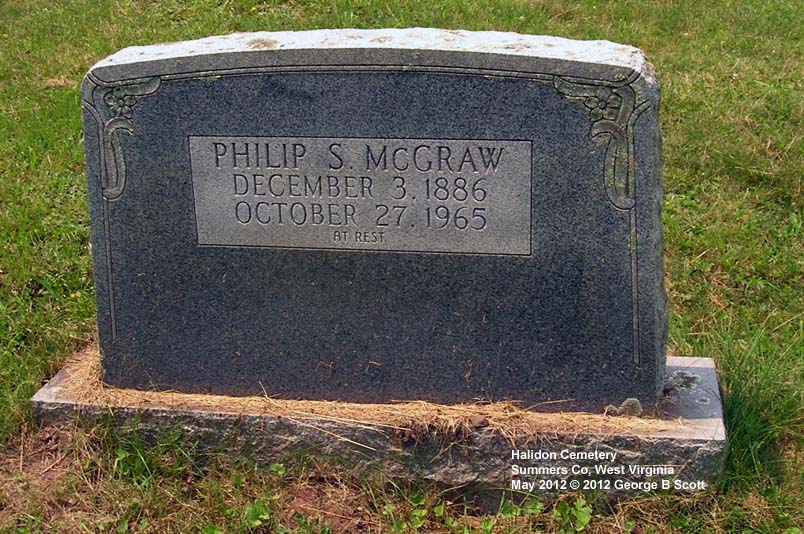 PHILIP S. MCGRAW
DECEMBER 3, 1886
OCTOBER 27, 1965
AT REST
Halidon Cemetery
Summers Co, West Virginia
May 2012 © 2012 George B Scott